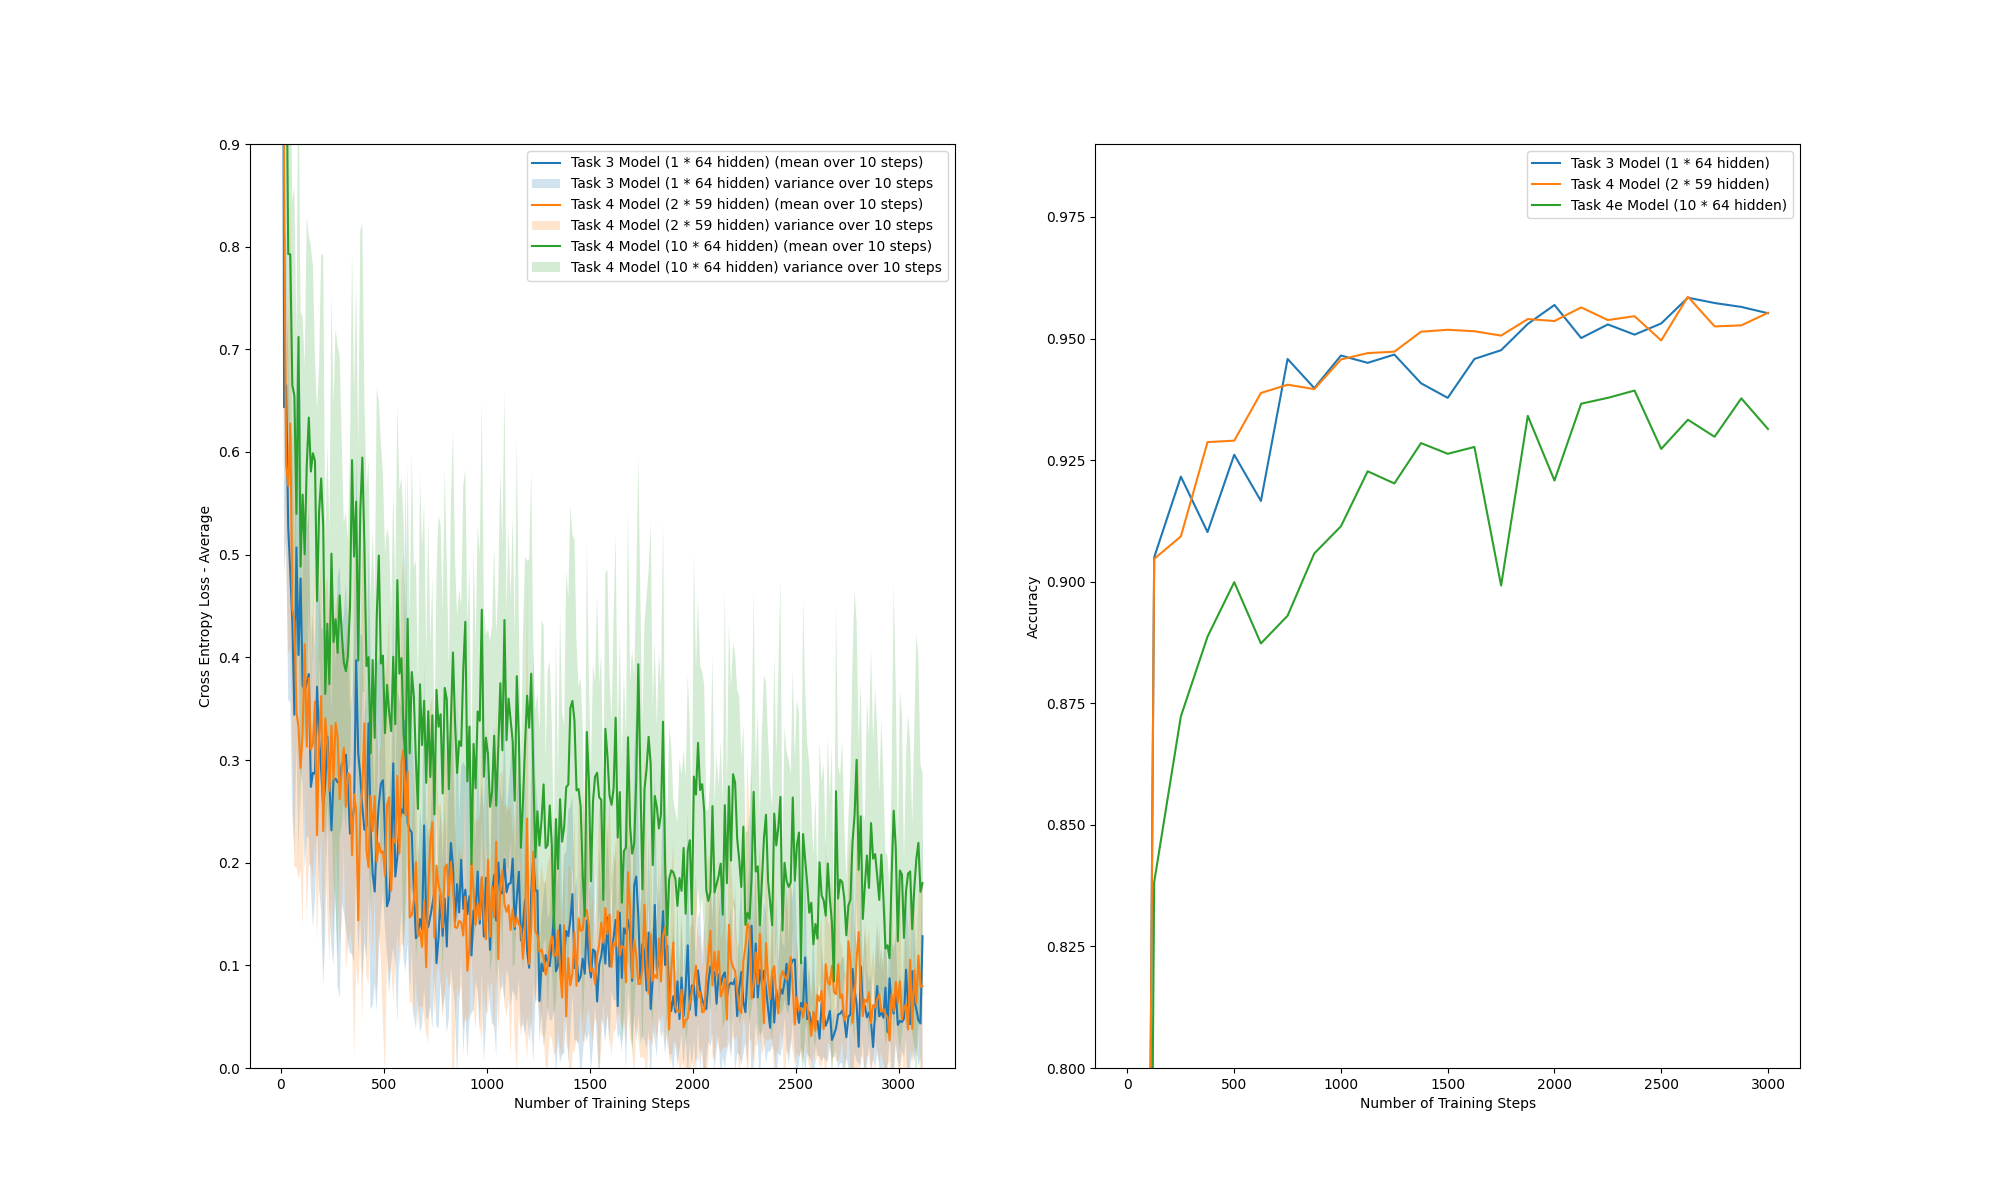 0.9
0.8
0.7
0.6
0.5
0.4
0.3
0.2
0.1
0.0
Cross Entropy Loss - Average
Task 3 Model (1 * 64 hidden) (mean over 10 steps)
Task 3 Model (1 * 64 hidden) variance over 10 steps
Task 4 Model (2 * 59 hidden) (mean over 10 steps)
Task 4 Model (2 * 59 hidden) variance over 10 steps
Task 4 Model (10 * 64 hidden) (mean over 10 steps)
Task 4 Model (10 * 64 hidden) variance over 10 steps
0 500 1000 1500 2000 2500 3000
Number of Training Steps
0.975
0.950
0.925
0.900
0.875
0.850
0.825
0.800
Accuracy
Task 3 Model (1 * 64 hidden)
Task 4 Model (2 * 59 hidden)
Task 4e Model (10 * 64 hidden)
0 500 1000 1500 2000 2500 3000
Number of Training Steps